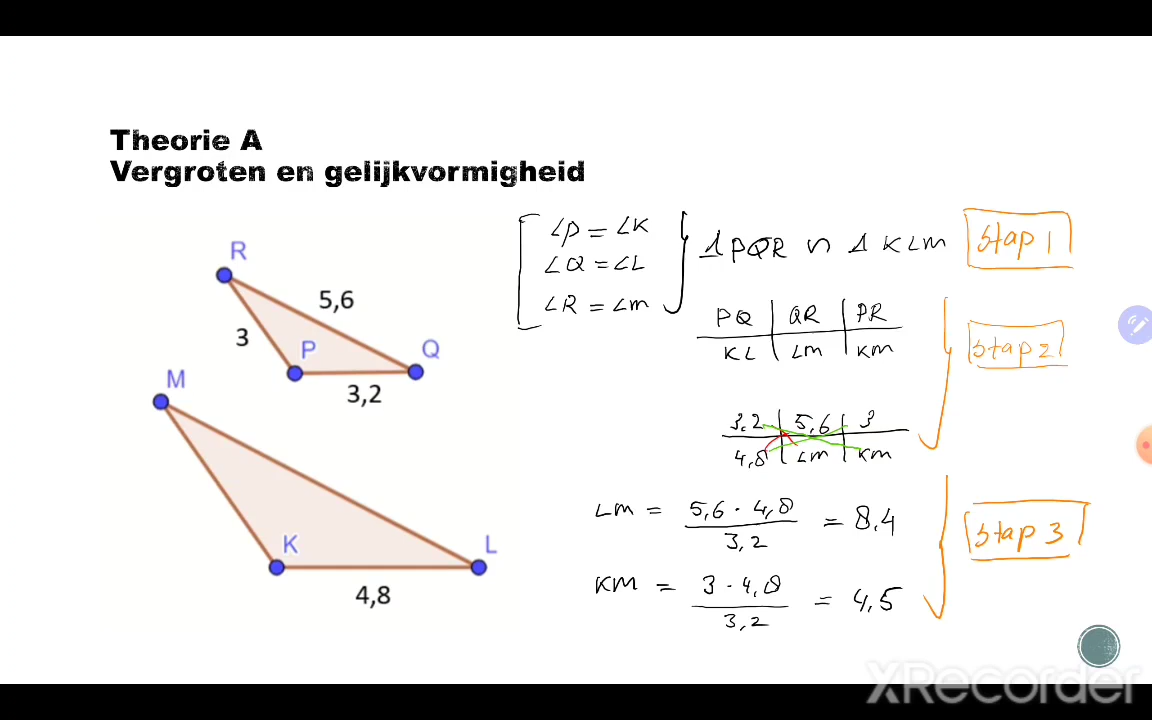 Theorie A
Vergroten en gelijkvormigheid
R
5,6
3
P
Q
3,2
M
K
L
4,8
∠P = ∠K
∠Q = ∠L
∠R = ∠M
Δ PQR ∽ Δ KLM
Stap 1
PQ | QR | PR
KL | LM | KM
Stap 2
3,2 | 5,6 | 3
4,8 | LM | KM
LM = 5,6 · 4,8 / 3,2 = 8,4
KM = 3 · 4,8 / 3,2 = 4,5
Stap 3
XRecorder